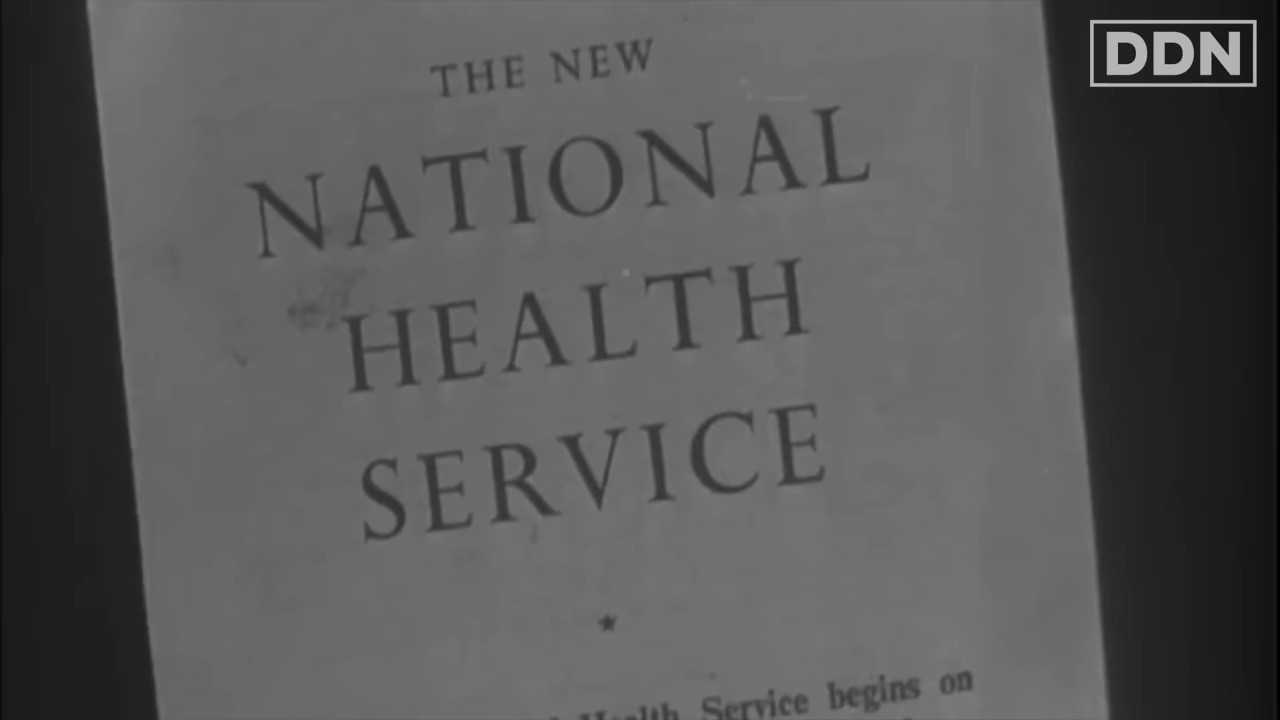 DDN
THE NEW
NATIONAL
HEALTH
SERVICE
Health Service begins on